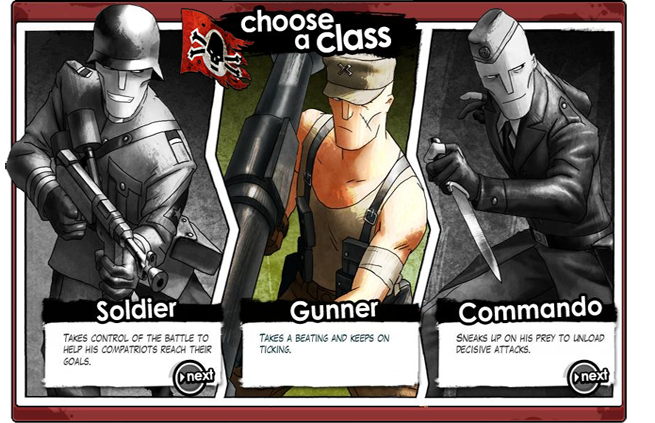 choose
a class
Soldier
TAKES CONTROL OF THE BATTLE TO
HELP HIS COMPATRIOTS REACH THEIR
GOALS.
next
Gunner
TAKES A BEATING AND KEEPS ON
TICKING.
Commando
SNEAKS UP ON HIS PREY TO UNLOAD
DECISIVE ATTACKS.
next